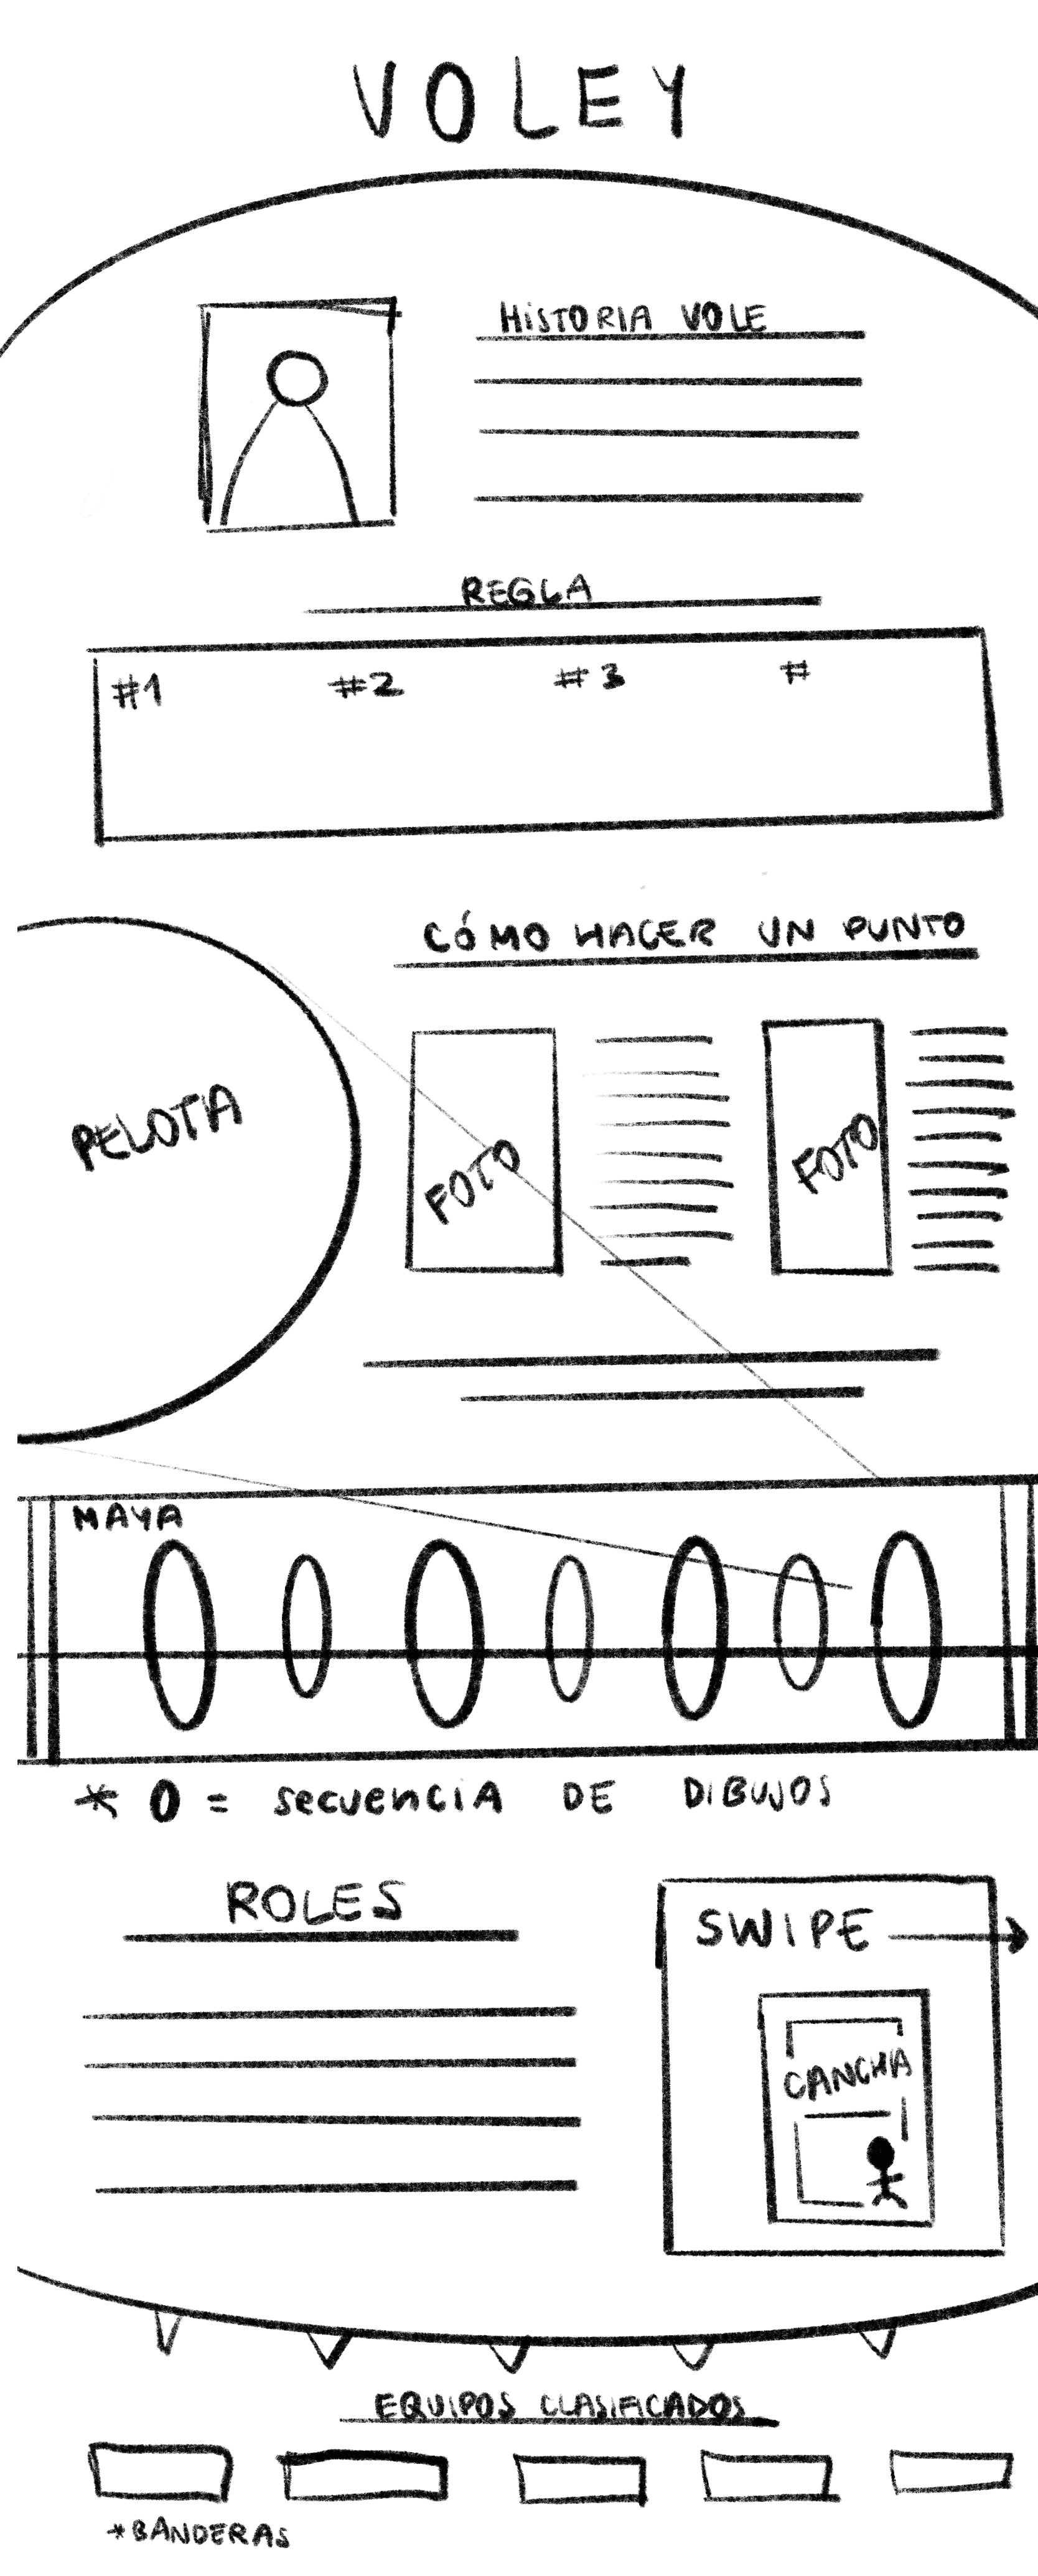 VOLEY
HiSTORIA VOLE
REGLA
#1 #2 #3 #
CÓMO HACER UN PUNTO
PELOTA
FOTO
FOTO
MAYA
* O = secuenciA DE DiBUJOS
ROLES
SWIPE
CANCHA
EQUIPOS CLASIFICADOS
*BANDERAS